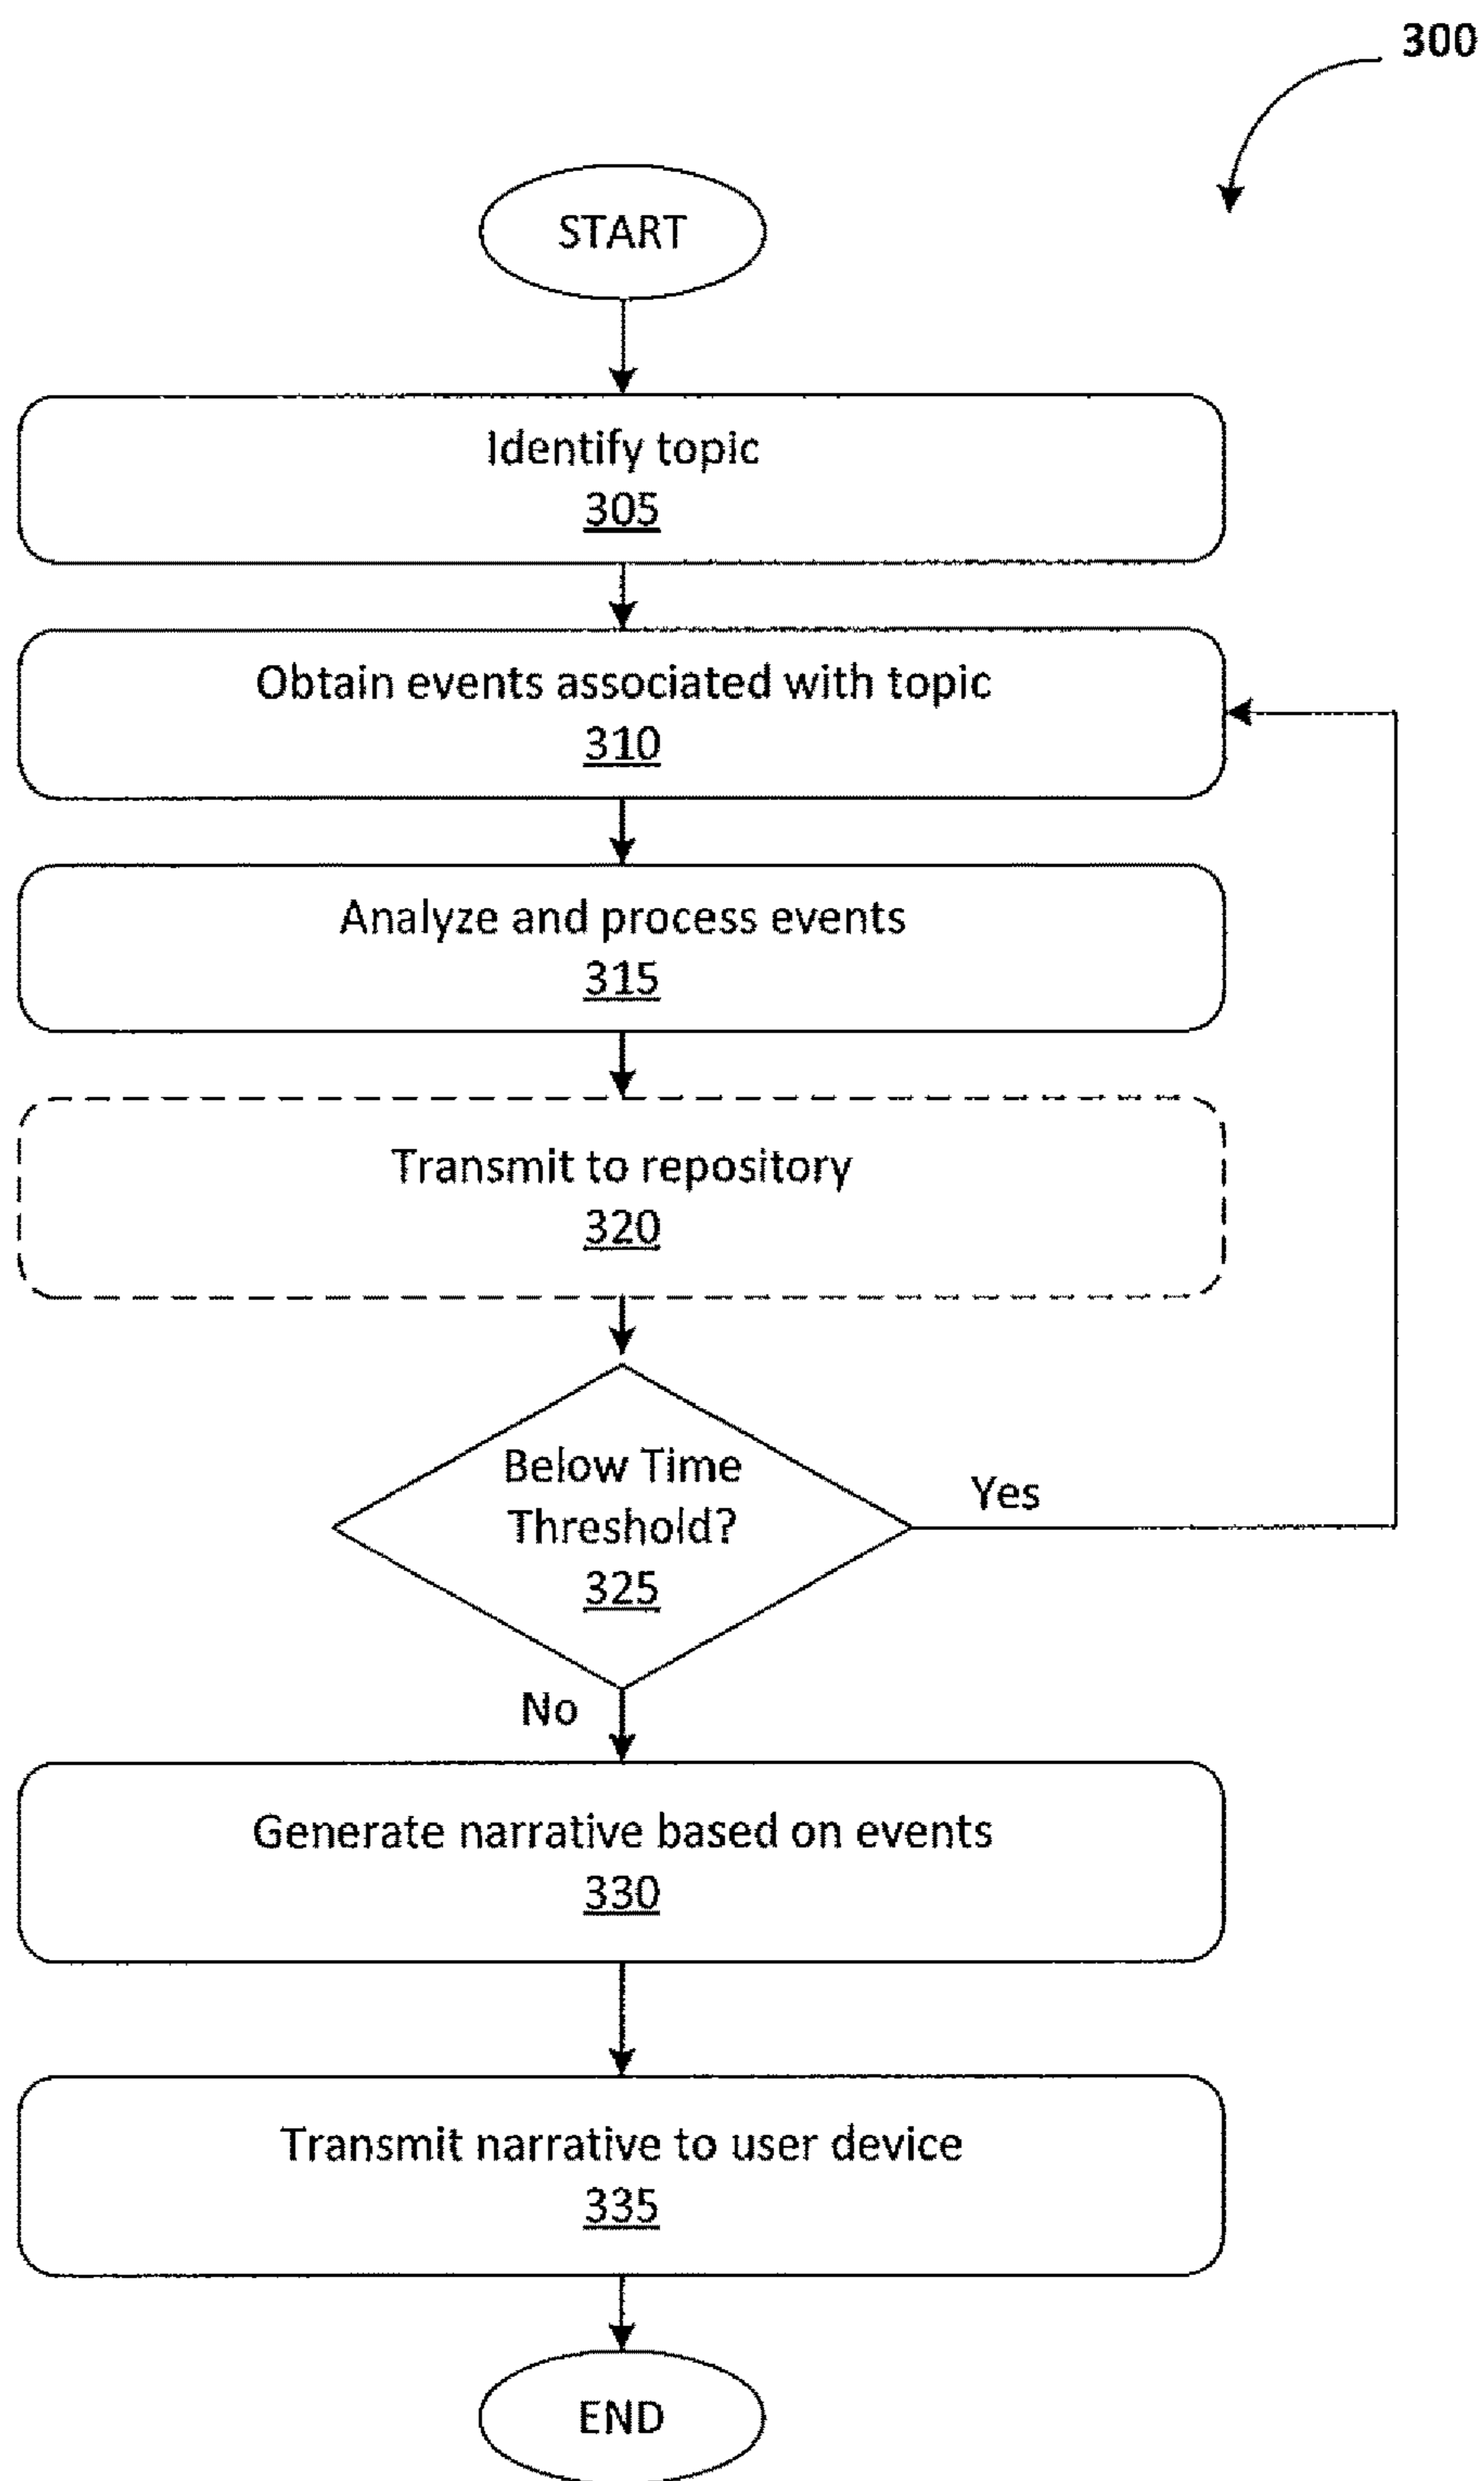 300
START
Identify topic
305
Obtain events associated with topic
310
Analyze and process events
315
Transmit to repository
320
Below Time
Threshold?
325
Yes
No
Generate narrative based on events
330
Transmit narrative to user device
335
END